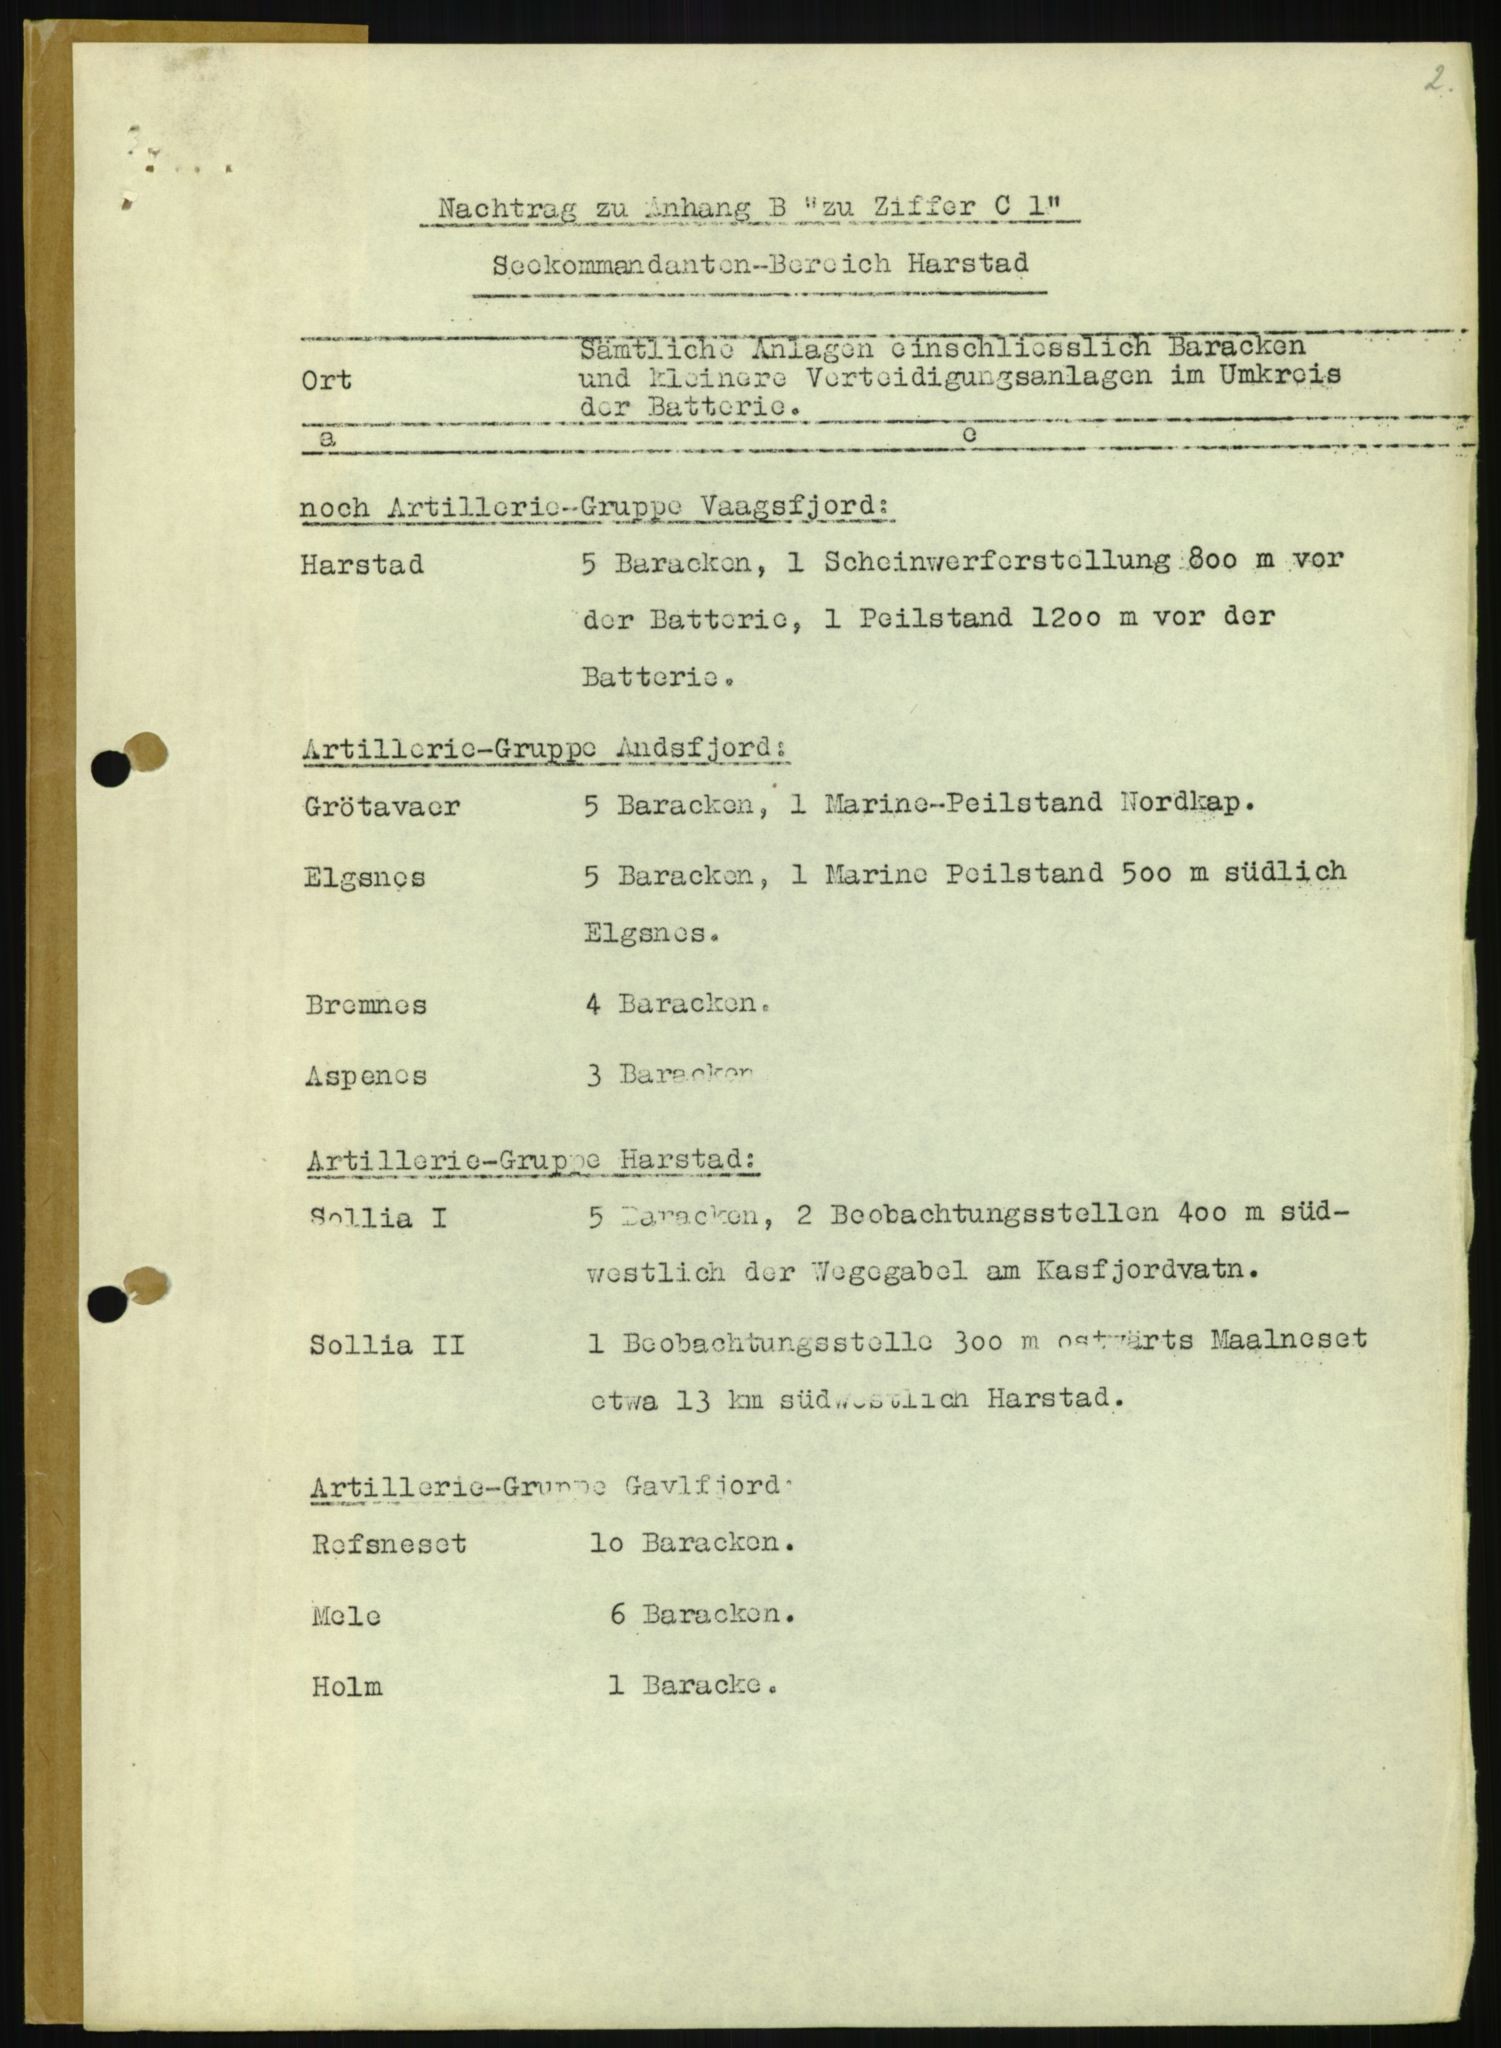 2.
Nachtrag zu Anhang B "zu Ziffer C 1"
Seekommandanten-Bereich Harstad
Sämtliche Anlagen einschliesslich Baracken
Ort und kleinere Verteidigungsanlagen im Umkreis
der Batterie.
a e
noch Artillerie-Gruppe Vaagsfjord:
Harstad 5 Baracken, 1 Scheinwerferstellung 800 m vor
der Batterie, 1 Peilstand 1200 m vor der
Batterie.
Artillerie-Gruppe Andsfjord:
Grötavaer 5 Baracken, 1 Marine-Peilstand Nordkap.
Elgsnes 5 Baracken, 1 Marine Peilstand 500 m südlich
Elgsnes.
Bremnes 4 Baracken.
Aspenes 3 Baracken
Artillerie-Gruppe Harstad:
Sollia I 5 Baracken, 2 Beobachtungsstellen 400 m süd-
westlich der Wegegabel am Kasfjordvatn.
Sollia II 1 Beobachtungsstelle 300 m ostwärts Maalneset
etwa 13 km südwestlich Harstad.
Artillerie-Gruppe Gavlfjord:
Refsneset 10 Baracken.
Mele 6 Baracken.
Holm 1 Baracke.